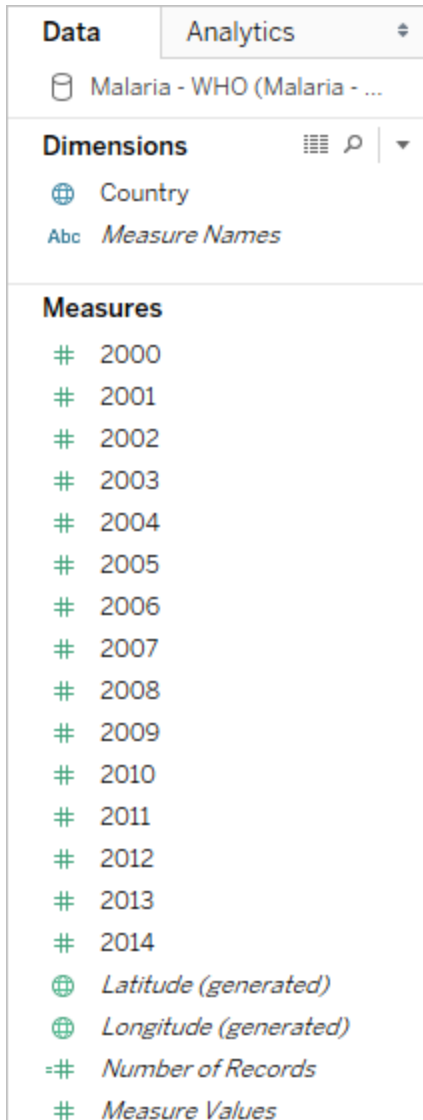 Data Analytics
Malaria - WHO (Malaria - ...
Dimensions
Country
Abc Measure Names
Measures
# 2000
# 2001
# 2002
# 2003
# 2004
# 2005
# 2006
# 2007
# 2008
# 2009
# 2010
# 2011
# 2012
# 2013
# 2014
Latitude (generated)
Longitude (generated)
=# Number of Records
# Measure Values